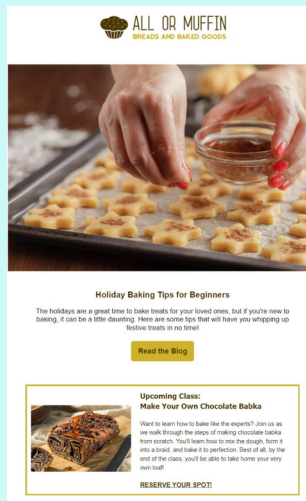 ALL OR MUFFIN
BREADS AND BAKED GOODS
Holiday Baking Tips for Beginners
The holidays are a great time to bake treats for your loved ones, but if you're new to
baking, it can be a little daunting. Here are some tips that will have you whipping up
festive treats in no time!
Read the Blog
Upcoming Class:
Make Your Own Chocolate Babka
Want to learn how to bake like the experts? Join us as
we walk through the steps of making chocolate babka
from scratch. You'll learn how to mix the dough, form it
into a braid, and bake it to perfection. Best of all, by the
end of the class, you'll be able to take home your very
own loaf!
RESERVE YOUR SPOT!